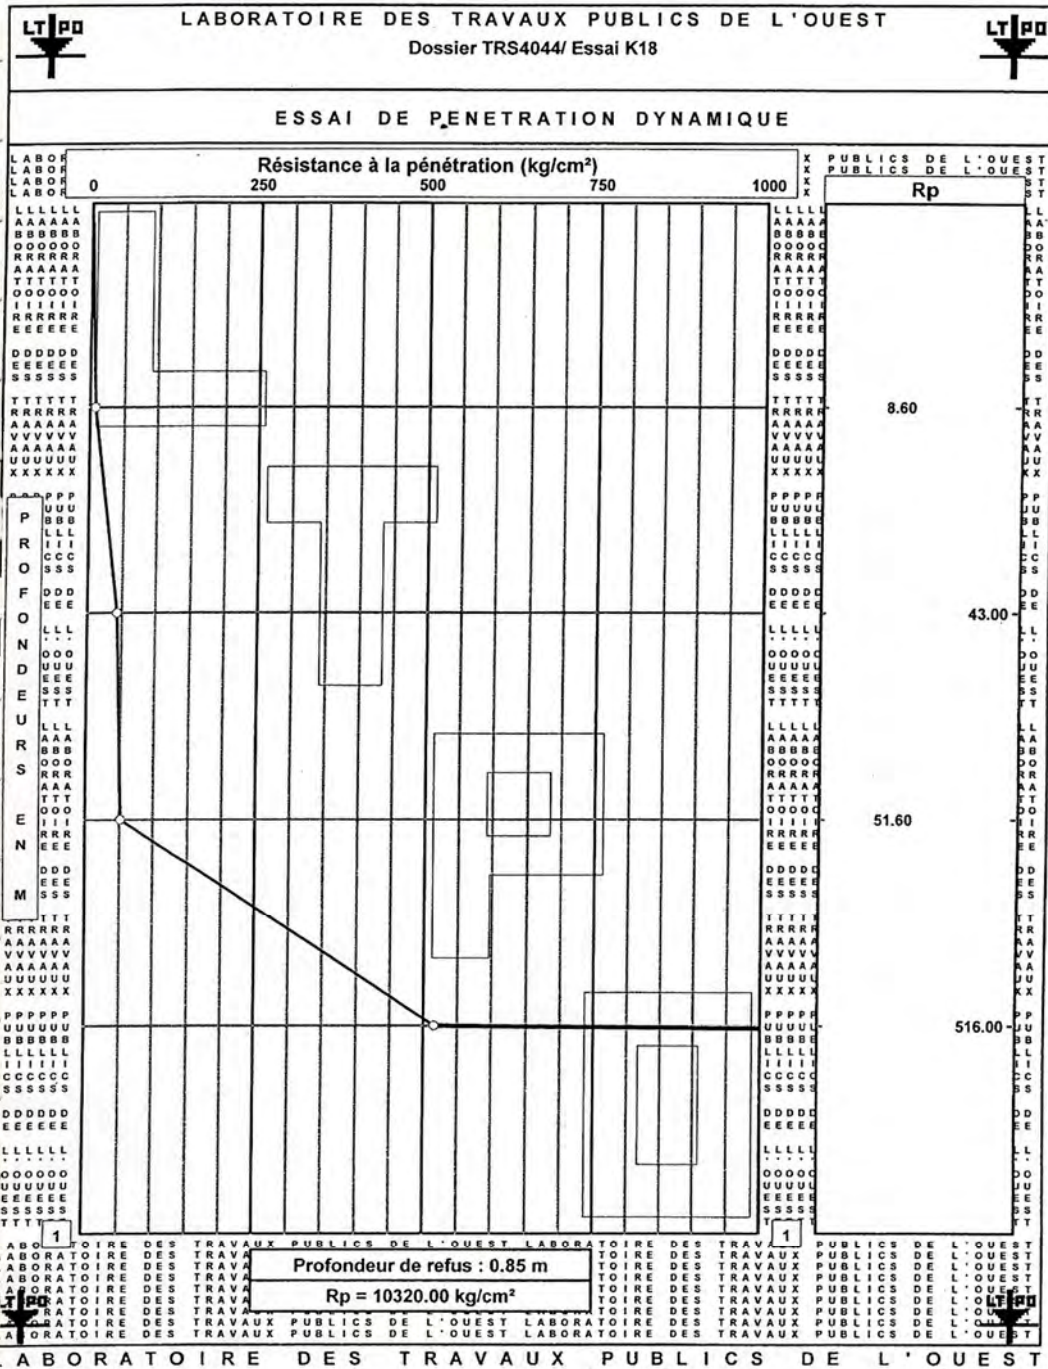 LTPO
LABORATOIRE DES TRAVAUX PUBLICS DE L'OUEST
LTPO
Dossier TRS4044/ Essai K18
ESSAI DE PENETRATION DYNAMIQUE
Résistance à la pénétration (kg/cm²)
0 250 500 750 1000
Rp
PROFONDEURS EN M
8.60
43.00
51.60
516.00
1
1
Profondeur de refus : 0.85 m
Rp = 10320.00 kg/cm²
LABORATOIRE DES TRAVAUX PUBLICS DE L'OUEST